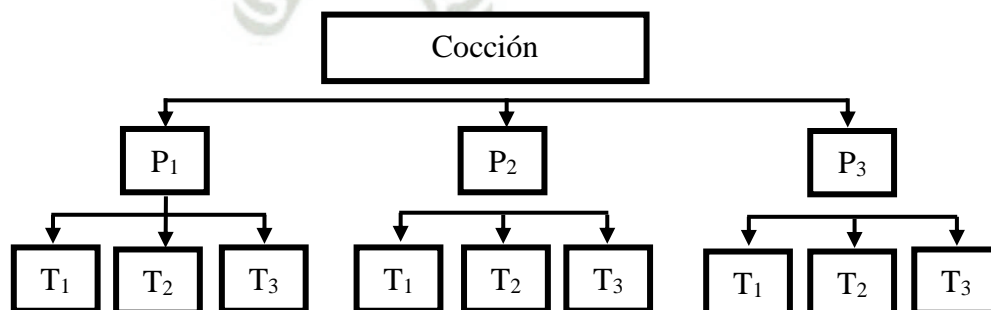 Cocción
P₁ P₂ P₃
T₁ T₂ T₃ T₁ T₂ T₃ T₁ T₂ T₃